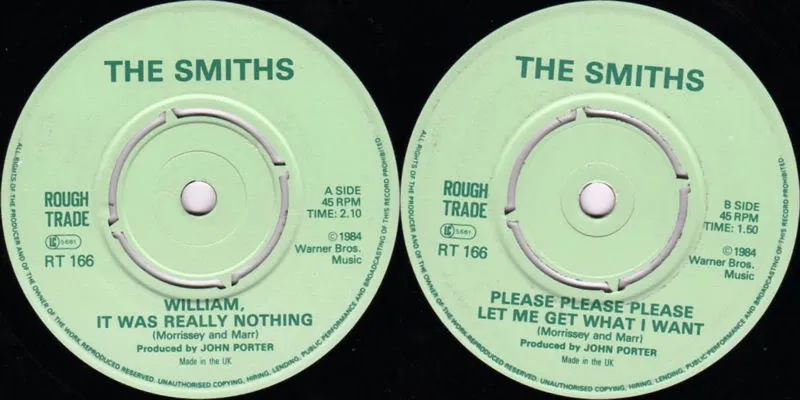 THE SMITHS
ROUGH
TRADE
RT 166
A SIDE
45 RPM
TIME: 2.10
©1984
Warner Bros.
Music
WILLIAM,
IT WAS REALLY NOTHING
(Morrissey and Marr)
Produced by JOHN PORTER
Made in the UK
ALL RIGHTS OF THE PRODUCER AND OF THE OWNER OF THE WORK REPRODUCED RESERVED. UNAUTHORISED COPYING, HIRING, LENDING, PUBLIC PERFORMANCE AND BROADCASTING OF THIS RECORD PROHIBITED.
THE SMITHS
ROUGH
TRADE
RT 166
B SIDE
45 RPM
TIME: 1.50
©1984
Warner Bros.
Music
PLEASE PLEASE PLEASE
LET ME GET WHAT I WANT
(Morrissey and Marr)
Produced by JOHN PORTER
Made in the UK
ALL RIGHTS OF THE PRODUCER AND OF THE OWNER OF THE WORK REPRODUCED RESERVED. UNAUTHORISED COPYING, HIRING, LENDING, PUBLIC PERFORMANCE AND BROADCASTING OF THIS RECORD PROHIBITED.